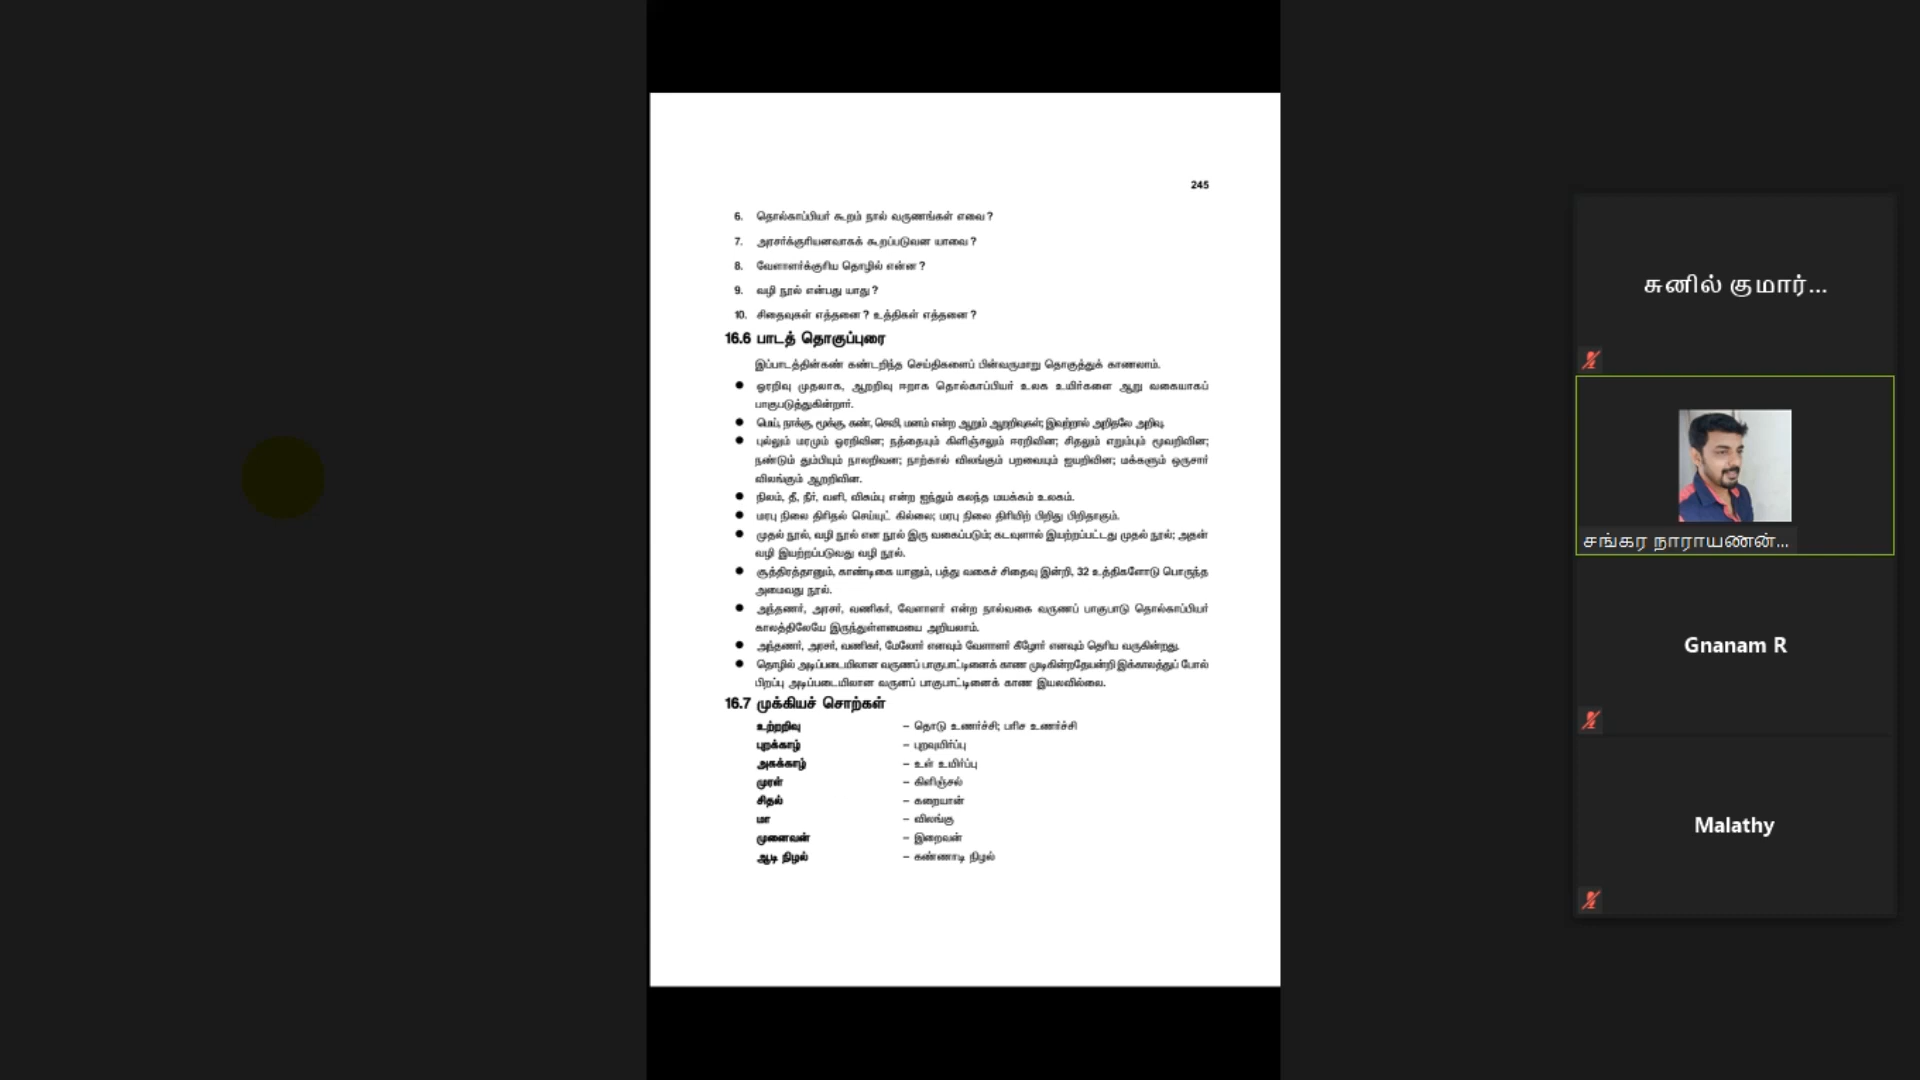 245
6. தொல்காப்பியர் கூறம் நால் வருணங்கள் எவை ?
7. அரசர்க்குரியனவாகக் கூறப்படுவன யாவை ?
8. வேளாளர்க்குரிய தொழில் என்ன ?
9. வழி நூல் என்பது யாது ?
10. சிதைவுகள் எத்தனை ? உத்திகள் எத்தனை ?
16.6 பாடத் தொகுப்புரை
இப்பாடத்தின்கண் கண்டறிந்த செய்திகளைப் பின்வருமாறு தொகுத்துக் காணலாம்.
● ஓரறிவு முதலாக, ஆறறிவு ஈறாக தொல்காப்பியர் உலக உயிர்களை ஆறு வகையாகப்
பாகுபடுத்துகின்றார்.
● மெய், நாக்கு, மூக்கு, கண், செவி, மனம் என்ற ஆறும் ஆறறிவுகள்; இவற்றால் அறிதலே அறிவு.
● புல்லும் மரமும் ஓரறிவின; நத்தையும் கிளிஞ்சலும் ஈரறிவின; சிதலும் எறும்பும் மூவறிவின;
நண்டும் தும்பியும் நாலறிவன; நாற்கால் விலங்கும் பறவையும் ஐயறிவின; மக்களும் ஒருசார்
விலங்கும் ஆறறிவின.
● நிலம், தீ, நீர், வளி, விசும்பு என்ற ஐந்தும் கலந்த மயக்கம் உலகம்.
● மரபு நிலை திரிதல் செய்யுட் கில்லை; மரபு நிலை திரியிற் பிறிது பிறிதாகும்.
● முதல் நூல், வழி நூல் என நூல் இரு வகைப்படும்; கடவுளால் இயற்றப்பட்டது முதல் நூல்; அதன்
வழி இயற்றப்படுவது வழி நூல்.
● சூத்திரத்தானும், காண்டிகை யானும், பத்து வகைச் சிதைவு இன்றி, 32 உத்திகளோடு பொருந்த
அமைவது நூல்.
● அந்தணர், அரசர், வணிகர், வேளாளர் என்ற நால்வகை வருணப் பாகுபாடு தொல்காப்பியர்
காலத்திலேயே இருந்துள்ளமையை அறியலாம்.
● அந்தணர், அரசர், வணிகர், மேலோர் எனவும் வேளாளர் கீழோர் எனவும் தெரிய வருகின்றது.
● தொழில் அடிப்படையிலான வருணப் பாகுபாட்டினைக் காண முடிகின்றதேயன்றி இக்காலத்துப் போல்
பிறப்பு அடிப்படையிலான வருனப் பாகுபாட்டினைக் காண இயலவில்லை.
16.7 முக்கியச் சொற்கள்
உற்றறிவு – தொடு உணர்ச்சி; பரிச உணர்ச்சி
புறக்காழ் – புறவுயிர்ப்பு
அகக்காழ் – உள் உயிர்ப்பு
முரள் – கிளிஞ்சல்
சிதல் – கறையான்
மா – விலங்கு
முனைவன் – இறைவன்
ஆடி நிழல் – கண்ணாடி நிழல்
சுனில் குமார்...
சங்கர நாராயணன்...
Gnanam R
Malathy